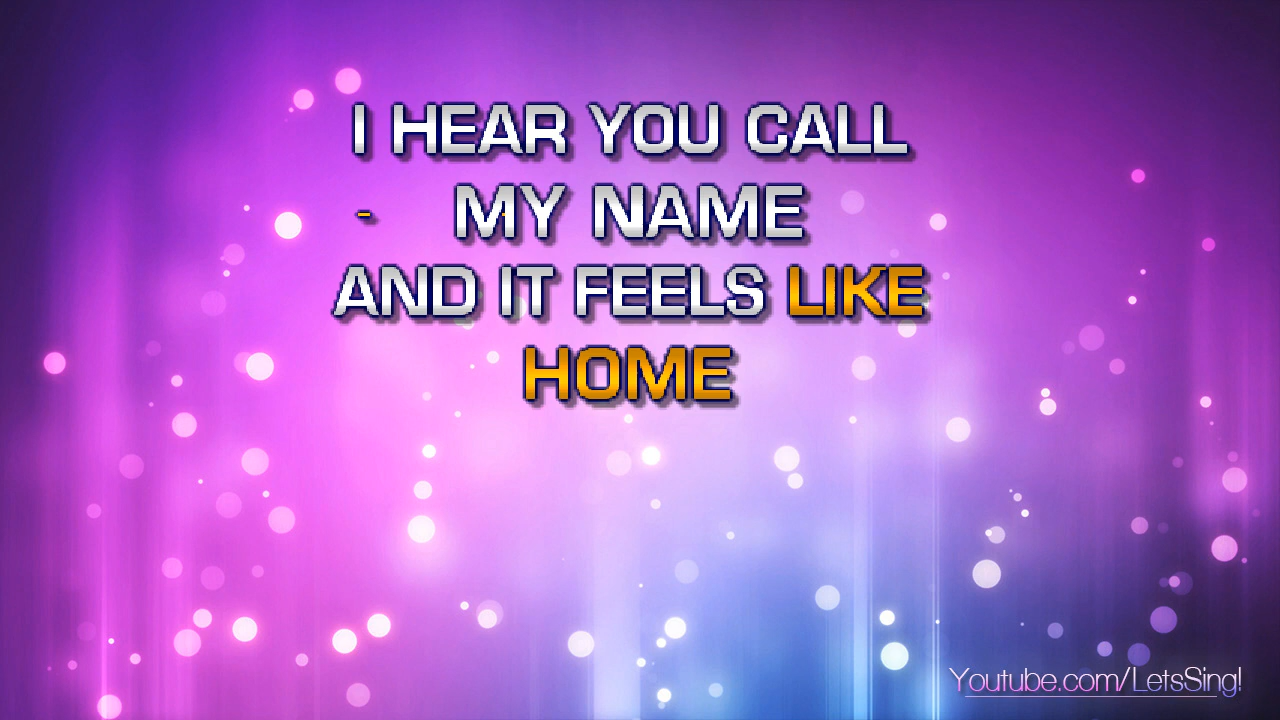 I HEAR YOU CALL
- MY NAME
AND IT FEELS LIKE
HOME
Youtube.com/LetsSing!